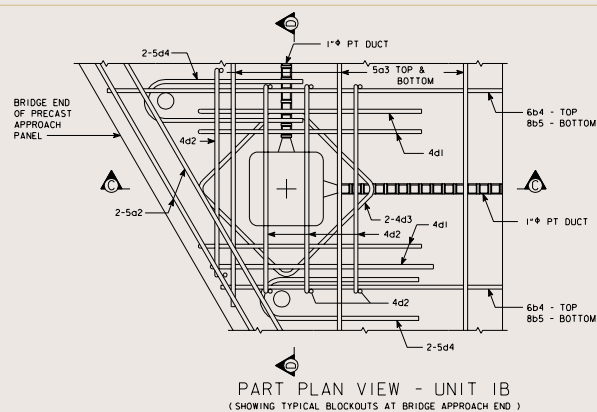 D
1"ϕ PT DUCT
2-5d4
5a3 TOP &
BOTTOM
BRIDGE END
OF PRECAST
APPROACH
PANEL
6b4 - TOP
8b5 - BOTTOM
4d2
4d1
C
C
2-5a2
2-4d3
1"ϕ PT DUCT
4d1
4d2
4d2
6b4 - TOP
8b5 - BOTTOM
2-5d4
D
PART PLAN VIEW - UNIT 1B
( SHOWING TYPICAL BLOCKOUTS AT BRIDGE APPROACH END )